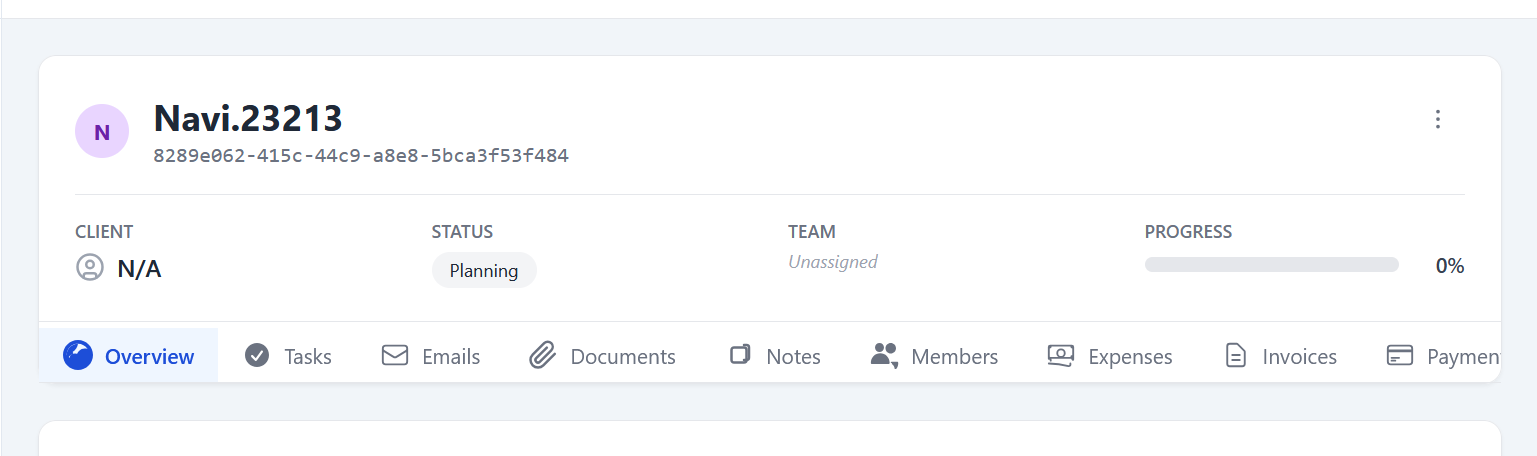 N
Navi.23213
8289e062-415c-44c9-a8e8-5bca3f53f484
CLIENT
N/A
STATUS
Planning
TEAM
Unassigned
PROGRESS
0%
Overview Tasks Emails Documents Notes Members Expenses Invoices Paymen